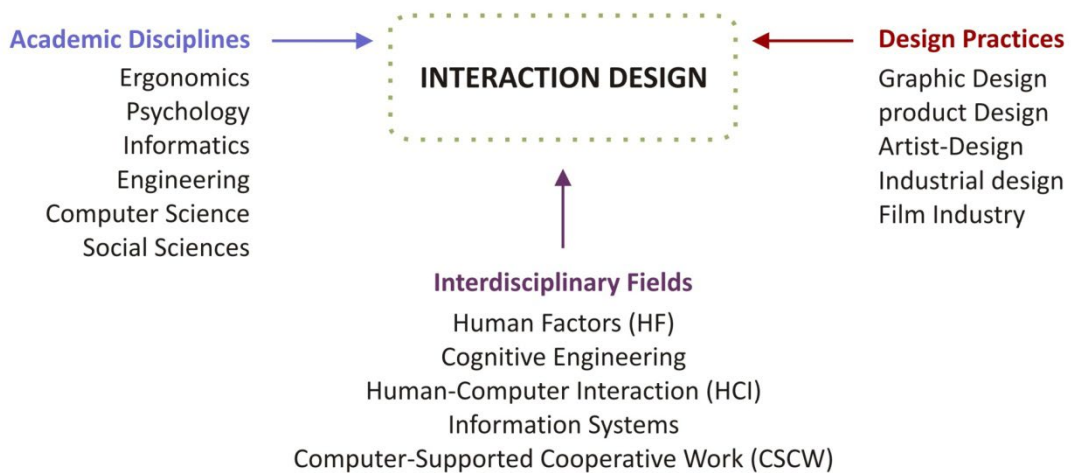 Academic Disciplines
Ergonomics
Psychology
Informatics
Engineering
Computer Science
Social Sciences
INTERACTION DESIGN
Design Practices
Graphic Design
product Design
Artist-Design
Industrial design
Film Industry
Interdisciplinary Fields
Human Factors (HF)
Cognitive Engineering
Human-Computer Interaction (HCI)
Information Systems
Computer-Supported Cooperative Work (CSCW)